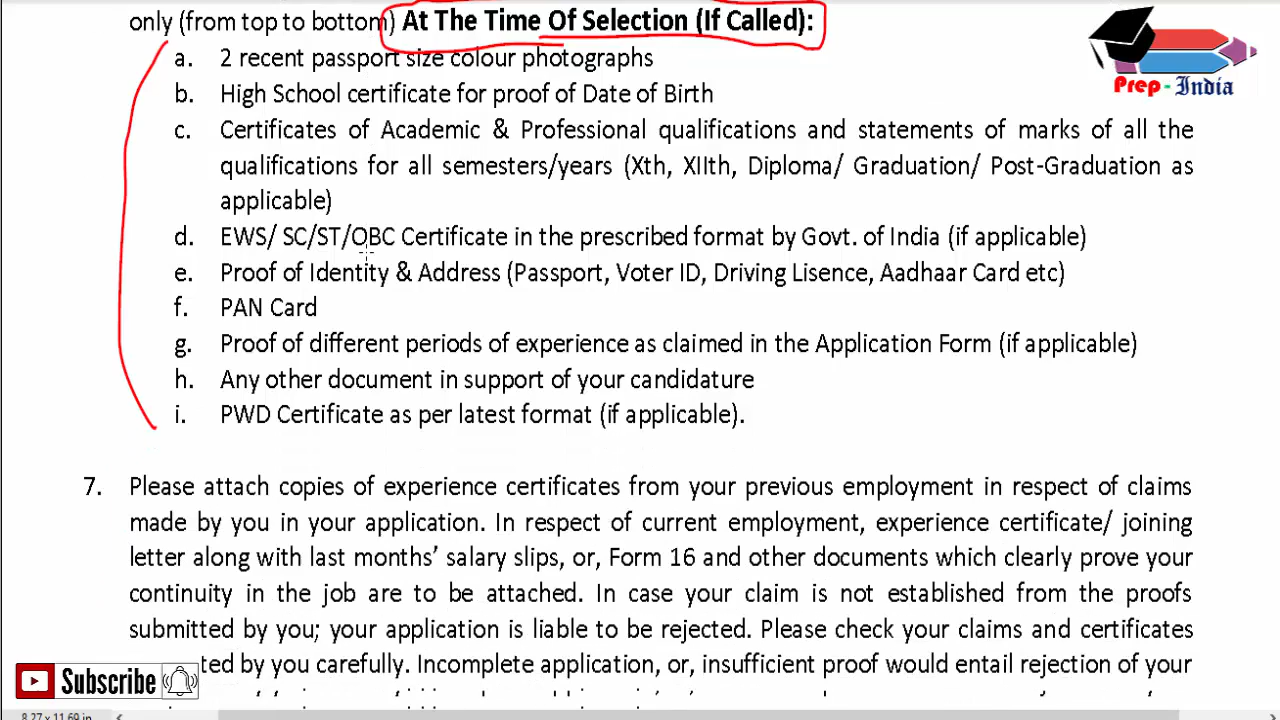 only (from top to bottom) At The Time Of Selection (If Called):
Prep - India
a. 2 recent passport size colour photographs
b. High School certificate for proof of Date of Birth
c. Certificates of Academic & Professional qualifications and statements of marks of all the
qualifications for all semesters/years (Xth, XIIth, Diploma/ Graduation/ Post-Graduation as
applicable)
d. EWS/ SC/ST/OBC Certificate in the prescribed format by Govt. of India (if applicable)
e. Proof of Identity & Address (Passport, Voter ID, Driving Lisence, Aadhaar Card etc)
f. PAN Card
g. Proof of different periods of experience as claimed in the Application Form (if applicable)
h. Any other document in support of your candidature
i. PWD Certificate as per latest format (if applicable).
7. Please attach copies of experience certificates from your previous employment in respect of claims
made by you in your application. In respect of current employment, experience certificate/ joining
letter along with last months’ salary slips, or, Form 16 and other documents which clearly prove your
continuity in the job are to be attached. In case your claim is not established from the proofs
submitted by you; your application is liable to be rejected. Please check your claims and certificates
ted by you carefully. Incomplete application, or, insufficient proof would entail rejection of your
Subscribe
8.27 x 11.69 in